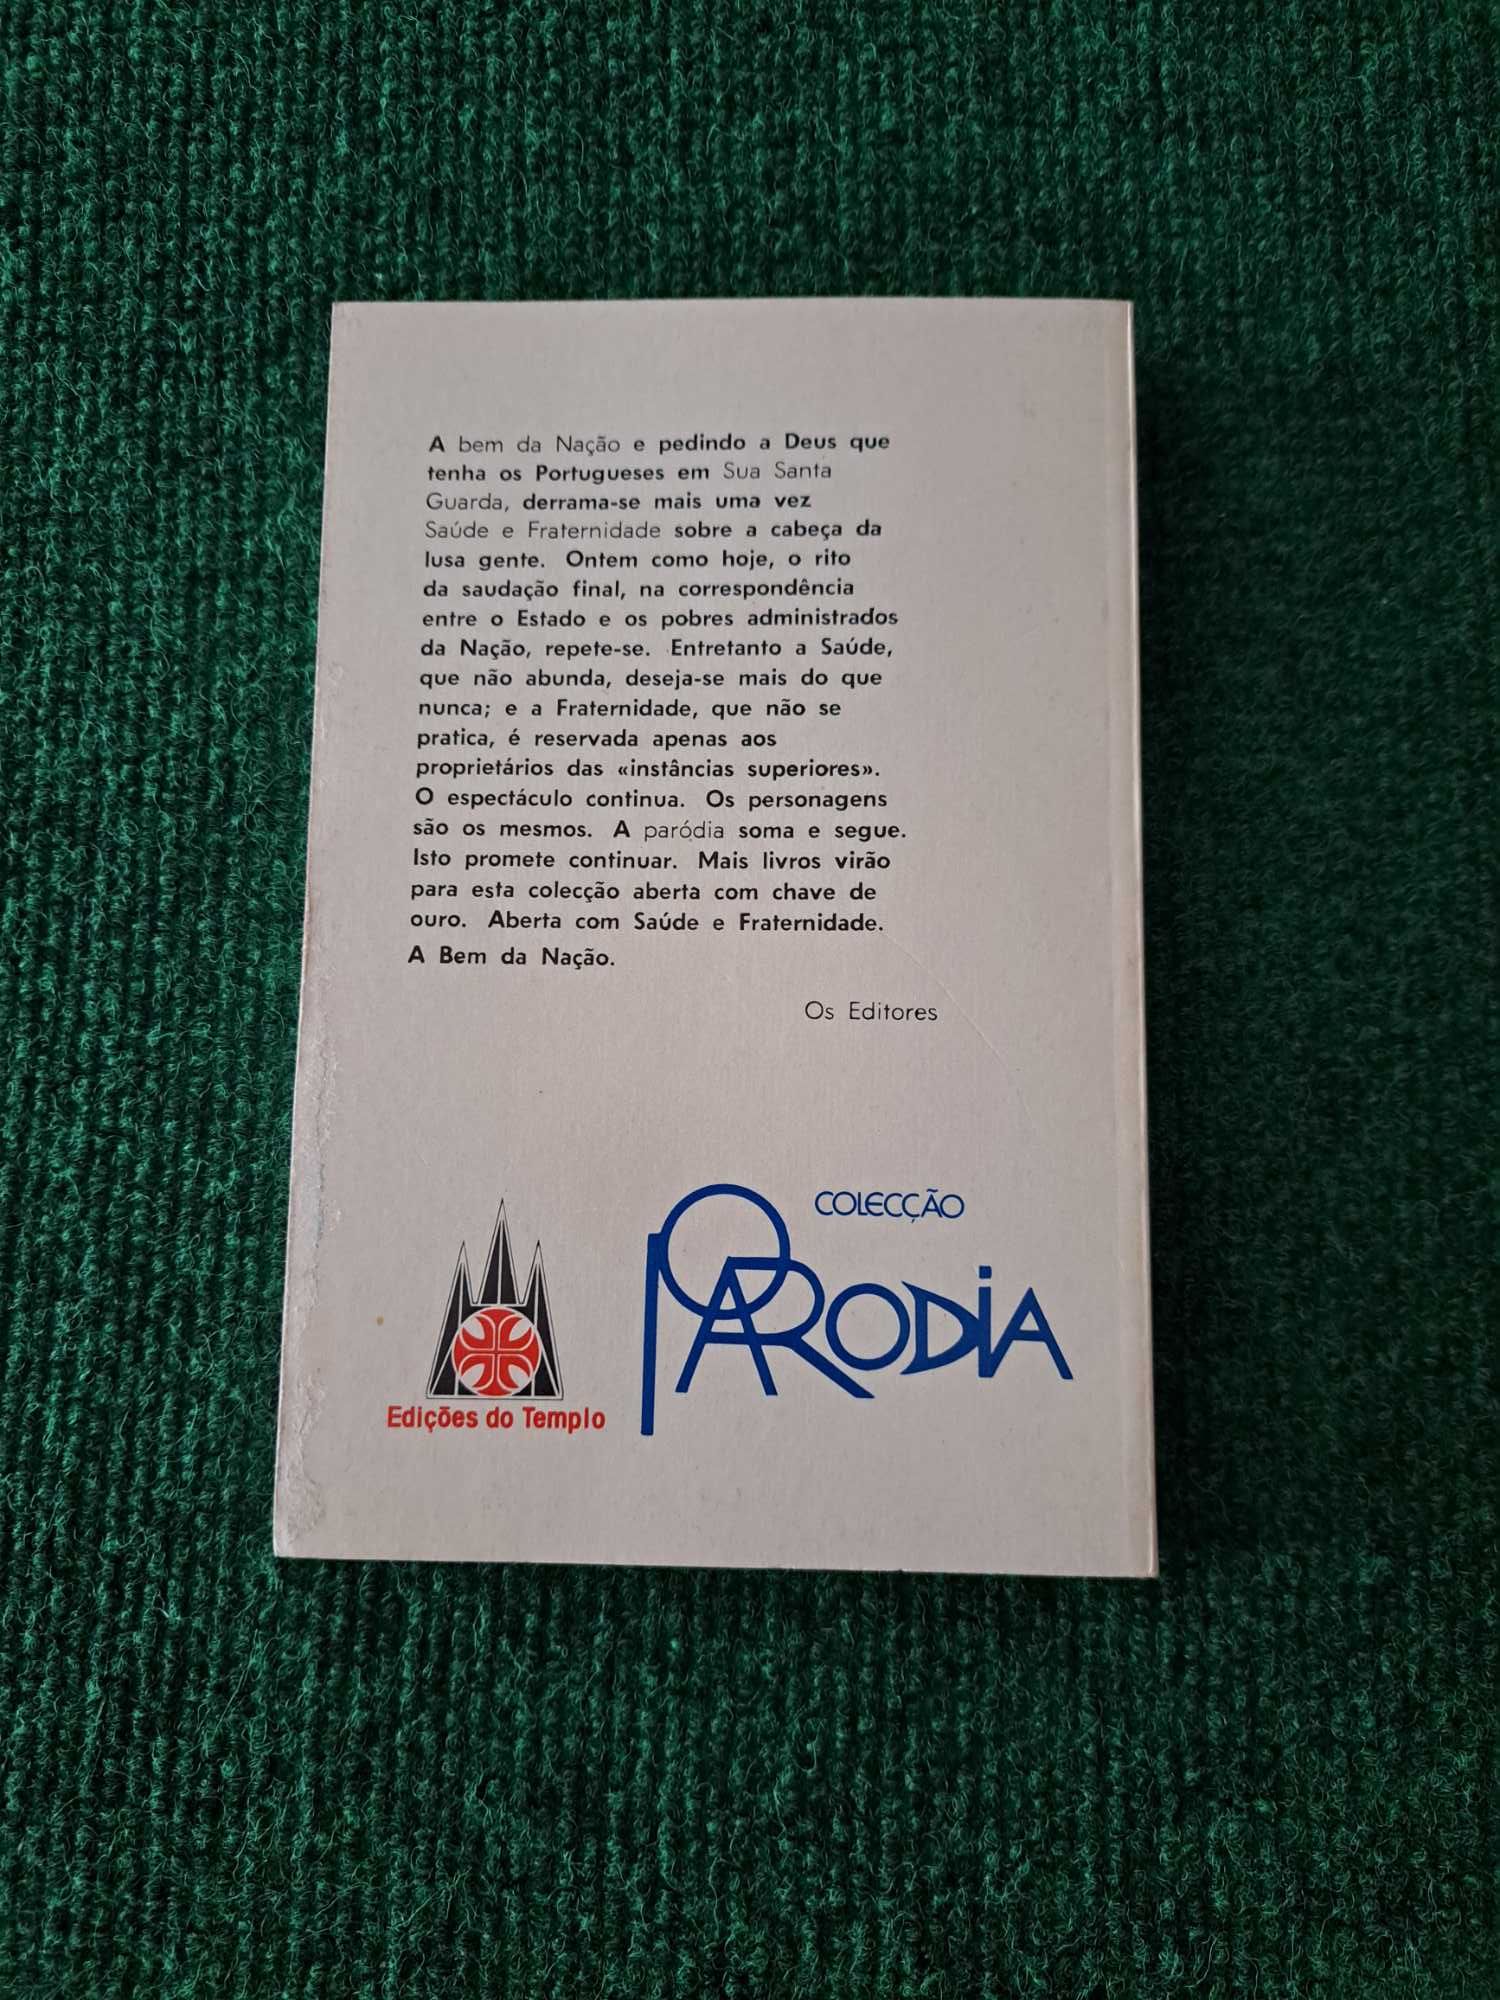 A bem da Nação e pedindo a Deus que
tenha os Portugueses em Sua Santa
Guarda, derrama-se mais uma vez
Saúde e Fraternidade sobre a cabeça da
lusa gente. Ontem como hoje, o rito
da saudação final, na correspondência
entre o Estado e os pobres administrados
da Nação, repete-se. Entretanto a Saúde,
que não abunda, deseja-se mais do que
nunca; e a Fraternidade, que não se
pratica, é reservada apenas aos
proprietários das «instâncias superiores».
O espectáculo continua. Os personagens
são os mesmos. A paródia soma e segue.
Isto promete continuar. Mais livros virão
para esta colecção aberta com chave de
ouro. Aberta com Saúde e Fraternidade.
A Bem da Nação.
Os Editores
COLECÇÃO
PARODIA
Edições do Templo